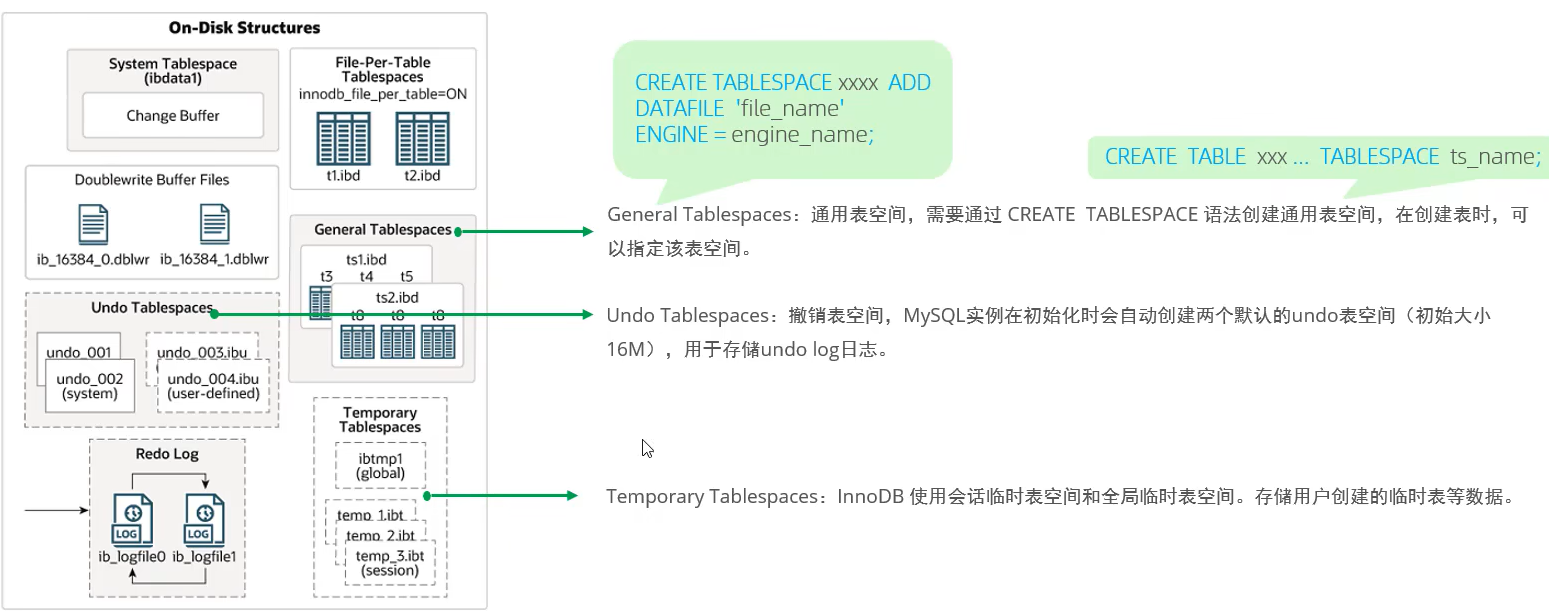 On-Disk Structures
System Tablespace
(ibdata1)
Change Buffer
File-Per-Table
Tablespaces
innodb_file_per_table=ON
t1.ibd t2.ibd
Doublewrite Buffer Files
ib_16384_0.dblwr ib_16384_1.dblwr
General Tablespaces
ts1.ibd
t3 t4 t5
ts2.ibd
t8 t8 t8
Undo Tablespaces
undo_001
undo_002
(system)
undo_003.ibu
undo_004.ibu
(user-defined)
Temporary
Tablespaces
ibtmp1
(global)
temp_1.ibt
temp_2.ibt
temp_3.ibt
(session)
Redo Log
LOG LOG
ib_logfile0 ib_logfile1
CREATE TABLESPACE xxxx ADD
DATAFILE 'file_name'
ENGINE = engine_name;
CREATE TABLE xxx ... TABLESPACE ts_name;
General Tablespaces：通用表空间，需要通过 CREATE TABLESPACE 语法创建通用表空间，在创建表时，可
以指定该表空间。
Undo Tablespaces：撤销表空间，MySQL实例在初始化时会自动创建两个默认的undo表空间（初始大小
16M），用于存储undo log日志。
Temporary Tablespaces：InnoDB 使用会话临时表空间和全局临时表空间。存储用户创建的临时表等数据。